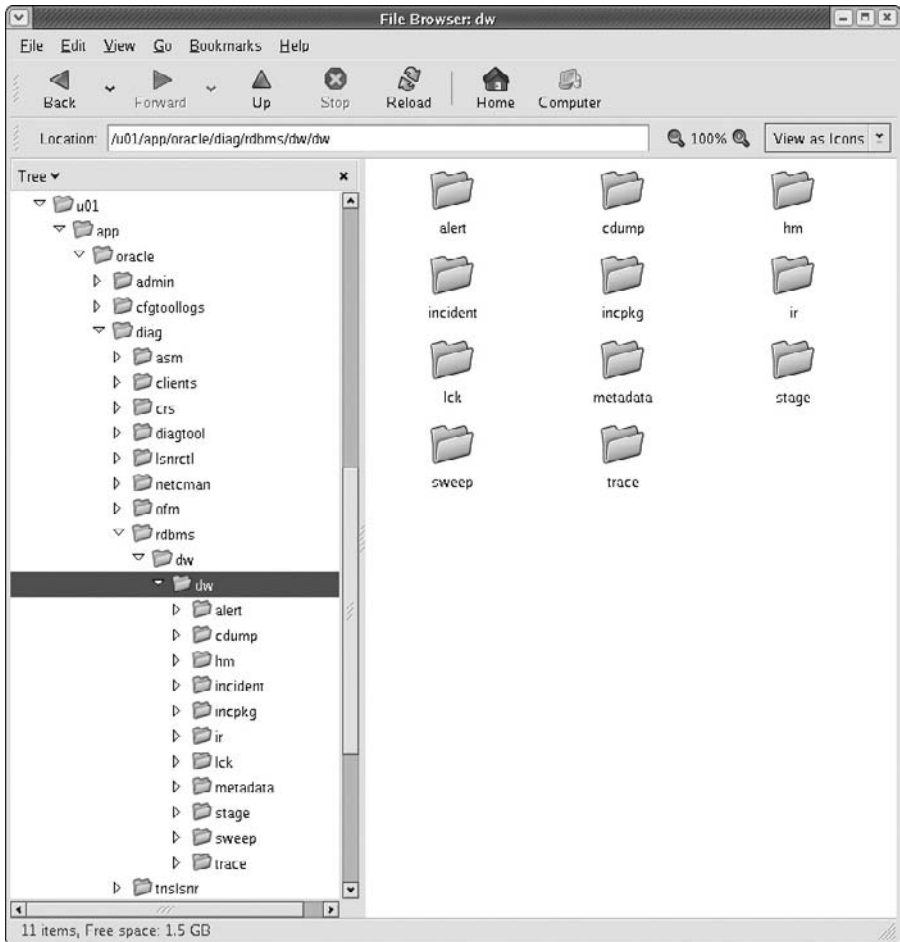 File Browser: dw
File Edit View Go Bookmarks Help
Back Forward Up Stop Reload Home Computer
Location: /u01/app/oracle/diag/rdbms/dw/dw 100% View as Icons
Tree
u01
app
oracle
admin
cfgtoollogs
diag
asm
clients
crs
diagtool
lsnrctl
netcman
ofm
rdbms
dw
dw
alert
cdump
hm
incident
incpkg
ir
lck
metadata
stage
sweep
trace
tnslsnr
alert cdump hm
incident incpkg ir
lck metadata stage
sweep trace
11 items, Free space: 1.5 GB